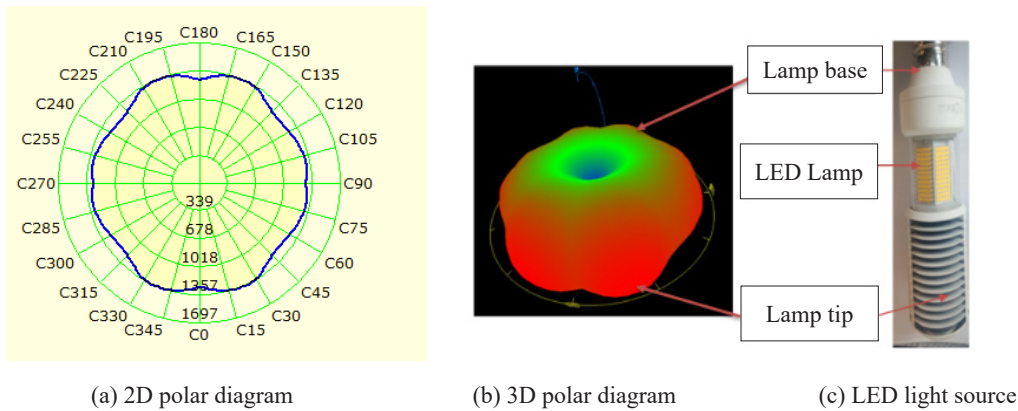 C180
C195
C165
C210
C150
C225
C135
C240
C120
C255
C105
C270
C90
C285
C75
C300
C60
C315
C45
C330
C30
C345
C15
C0
339
678
1018
1357
1697
Lamp base
LED Lamp
Lamp tip
(a) 2D polar diagram
(b) 3D polar diagram
(c) LED light source